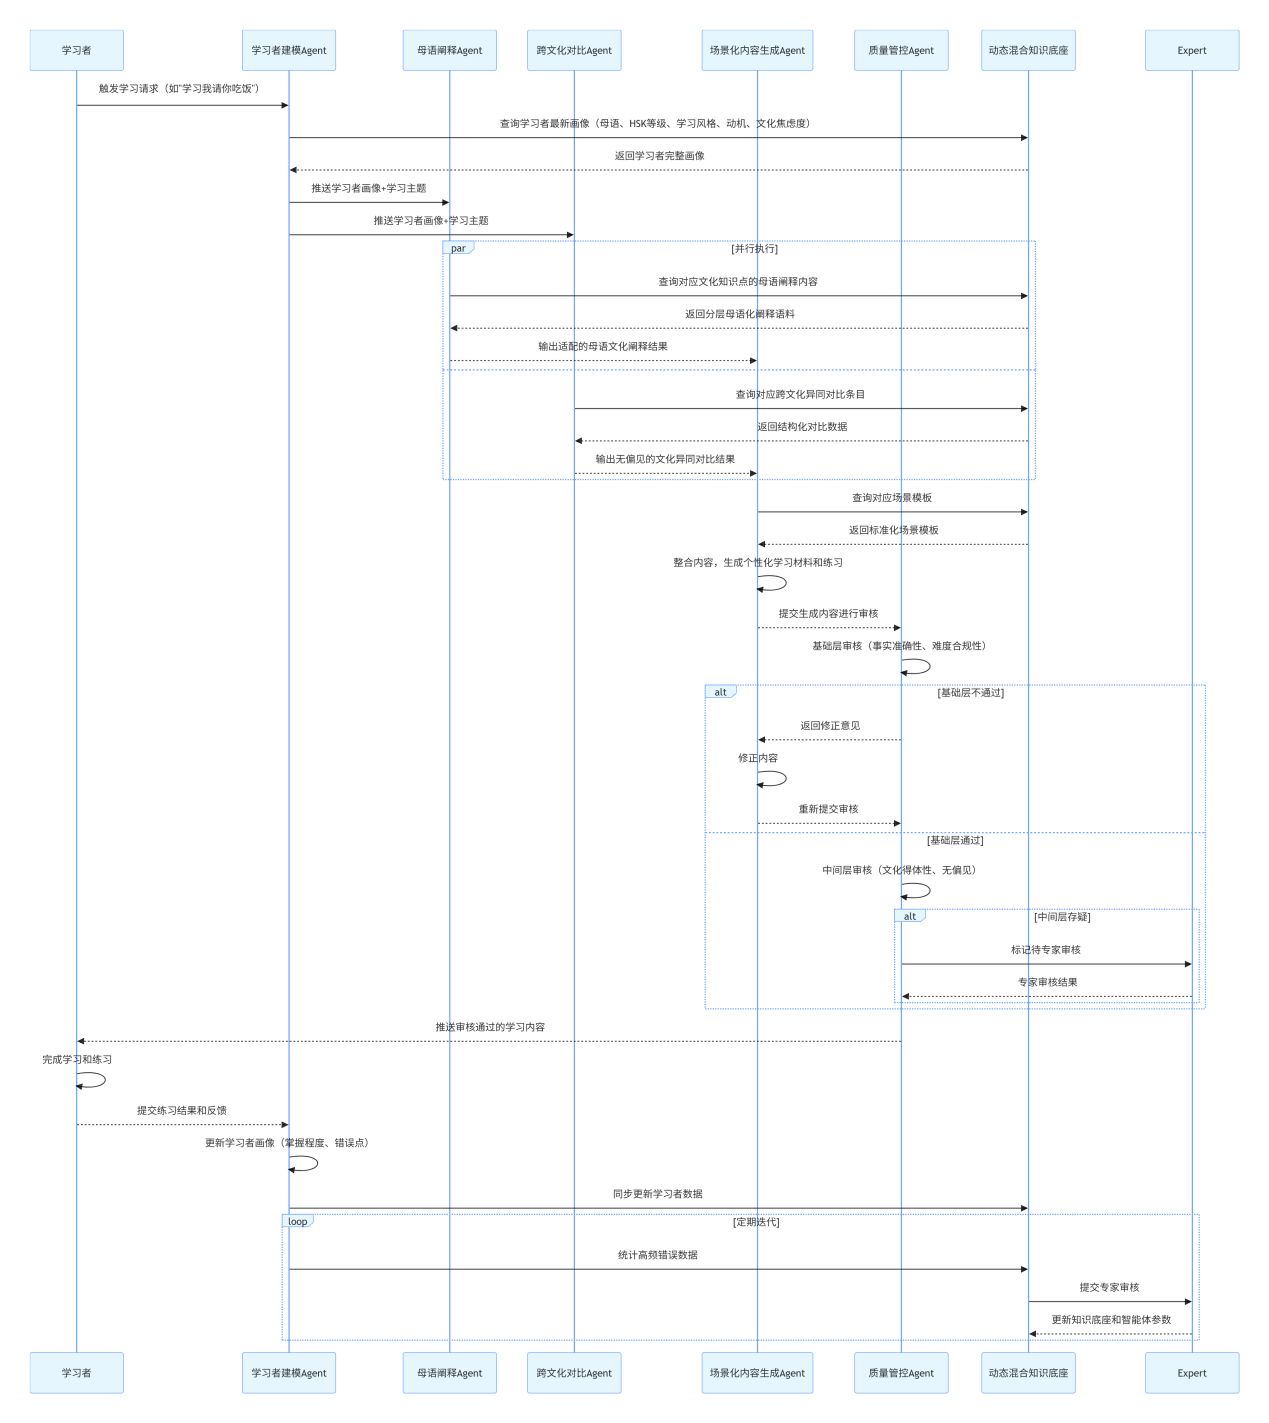 学习者
学习者建模Agent
母语阐释Agent
跨文化对比Agent
场景化内容生成Agent
质量管控Agent
动态混合知识底座
Expert
触发学习请求（如"学习我请你吃饭"）
查询学习者最新画像（母语、HSK等级、学习风格、动机、文化焦虑度）
返回学习者完整画像
推送学习者画像+学习主题
推送学习者画像+学习主题
par
[并行执行]
查询对应文化知识点的母语阐释内容
返回分层母语化阐释语料
输出适配的母语文化阐释结果
查询对应跨文化异同对比条目
返回结构化对比数据
输出无偏见的文化异同对比结果
查询对应场景模板
返回标准化场景模板
整合内容，生成个性化学习材料和练习
提交生成内容进行审核
基础层审核（事实准确性、难度合规性）
alt
[基础层不通过]
返回修正意见
修正内容
重新提交审核
[基础层通过]
中间层审核（文化得体性、无偏见）
alt
[中间层存疑]
标记待专家审核
专家审核结果
推送审核通过的学习内容
完成学习和练习
提交练习结果和反馈
更新学习者画像（掌握程度、错误点）
同步更新学习者数据
loop
[定期迭代]
统计高频错误数据
提交专家审核
更新知识底座和智能体参数
学习者
学习者建模Agent
母语阐释Agent
跨文化对比Agent
场景化内容生成Agent
质量管控Agent
动态混合知识底座
Expert